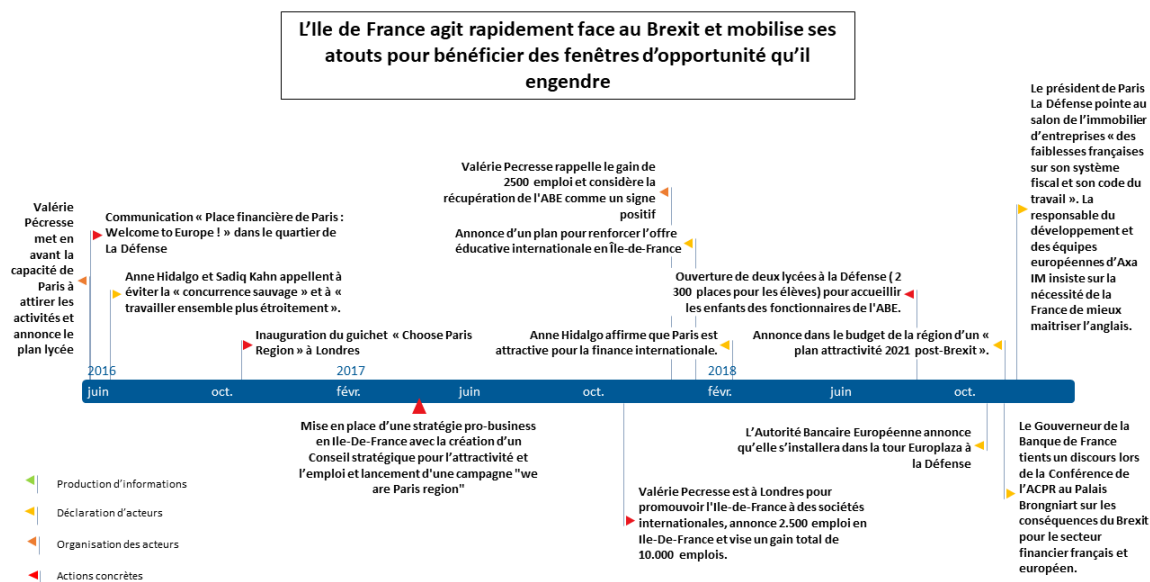 L’Ile de France agit rapidement face au Brexit et mobilise ses
atouts pour bénéficier des fenêtres d’opportunité qu’il
engendre
Valérie
Pécresse
met en
avant la
capacité de
Paris à
attirer les
activités et
annonce le
plan lycée
Communication « Place financière de Paris :
Welcome to Europe ! » dans le quartier de
La Défense
Anne Hidalgo et Sadiq Kahn appellent à
éviter la « concurrence sauvage » et à «
travailler ensemble plus étroitement ».
Inauguration du guichet « Choose Paris
Region » à Londres
Valérie Pecresse rappelle le gain de
2500 emploi et considère la
récupération de l'ABE comme un signe
positif
Annonce d’un plan pour renforcer l’offre
éducative internationale en Île-de-France
Ouverture de deux lycées à la Défense ( 2
300 places pour les élèves) pour accueillir
les enfants des fonctionnaires de l'ABE.
Anne Hidalgo affirme que Paris est
attractive pour la finance internationale.
Annonce dans le budget de la région d’un «
plan attractivité 2021 post-Brexit ».
Le président de Paris
La Défense pointe au
salon de l’immobilier
d’entreprises « des
faiblesses françaises
sur son système
fiscal et son code du
travail ». La
responsable du
développement et
des équipes
européennes d’Axa
IM insiste sur la
nécessité de la
France de mieux
maitriser l’anglais.
2016
2017
2018
juin
oct.
févr.
juin
oct.
févr.
juin
oct.
Mise en place d’une stratégie pro-business
en Ile-De-France avec la création d’un
Conseil stratégique pour l’attractivité et
l’emploi et lancement d'une campagne "we
are Paris region"
Valérie Pecresse est à Londres pour
promouvoir l'Ile-de-France à des sociétés
internationales, annonce 2.500 emploi en
Ile-De-France et vise un gain total de
10.000 emplois.
L’Autorité Bancaire Européenne annonce
qu’elle s’installera dans la tour Europlaza à
la Défense
Le Gouverneur de la
Banque de France
tients un discours lors
de la Conférence de
l’ACPR au Palais
Brongniart sur les
conséquences du Brexit
pour le secteur
financier français et
européen.
Production d’informations
Déclaration d’acteurs
Organisation des acteurs
Actions concrètes